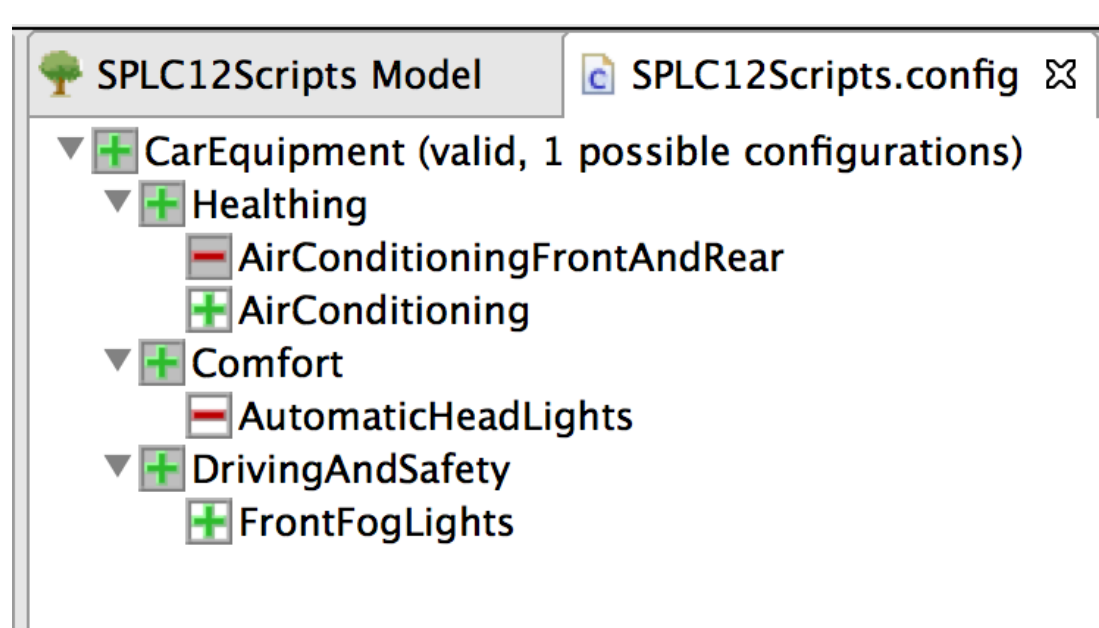 SPLC12Scripts Model
SPLC12Scripts.config
CarEquipment (valid, 1 possible configurations)
Healthing
AirConditioningFrontAndRear
AirConditioning
Comfort
AutomaticHeadLights
DrivingAndSafety
FrontFogLights